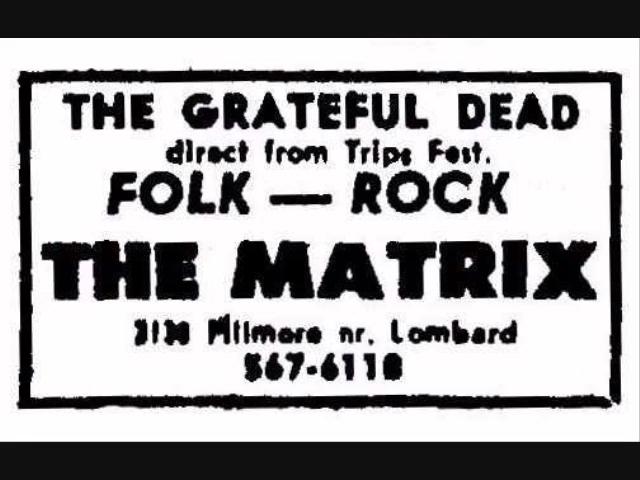 THE GRATEFUL DEAD
direct from Trips Fest.
FOLK — ROCK
THE MATRIX
3138 Fillmore nr. Lombard
567-6118